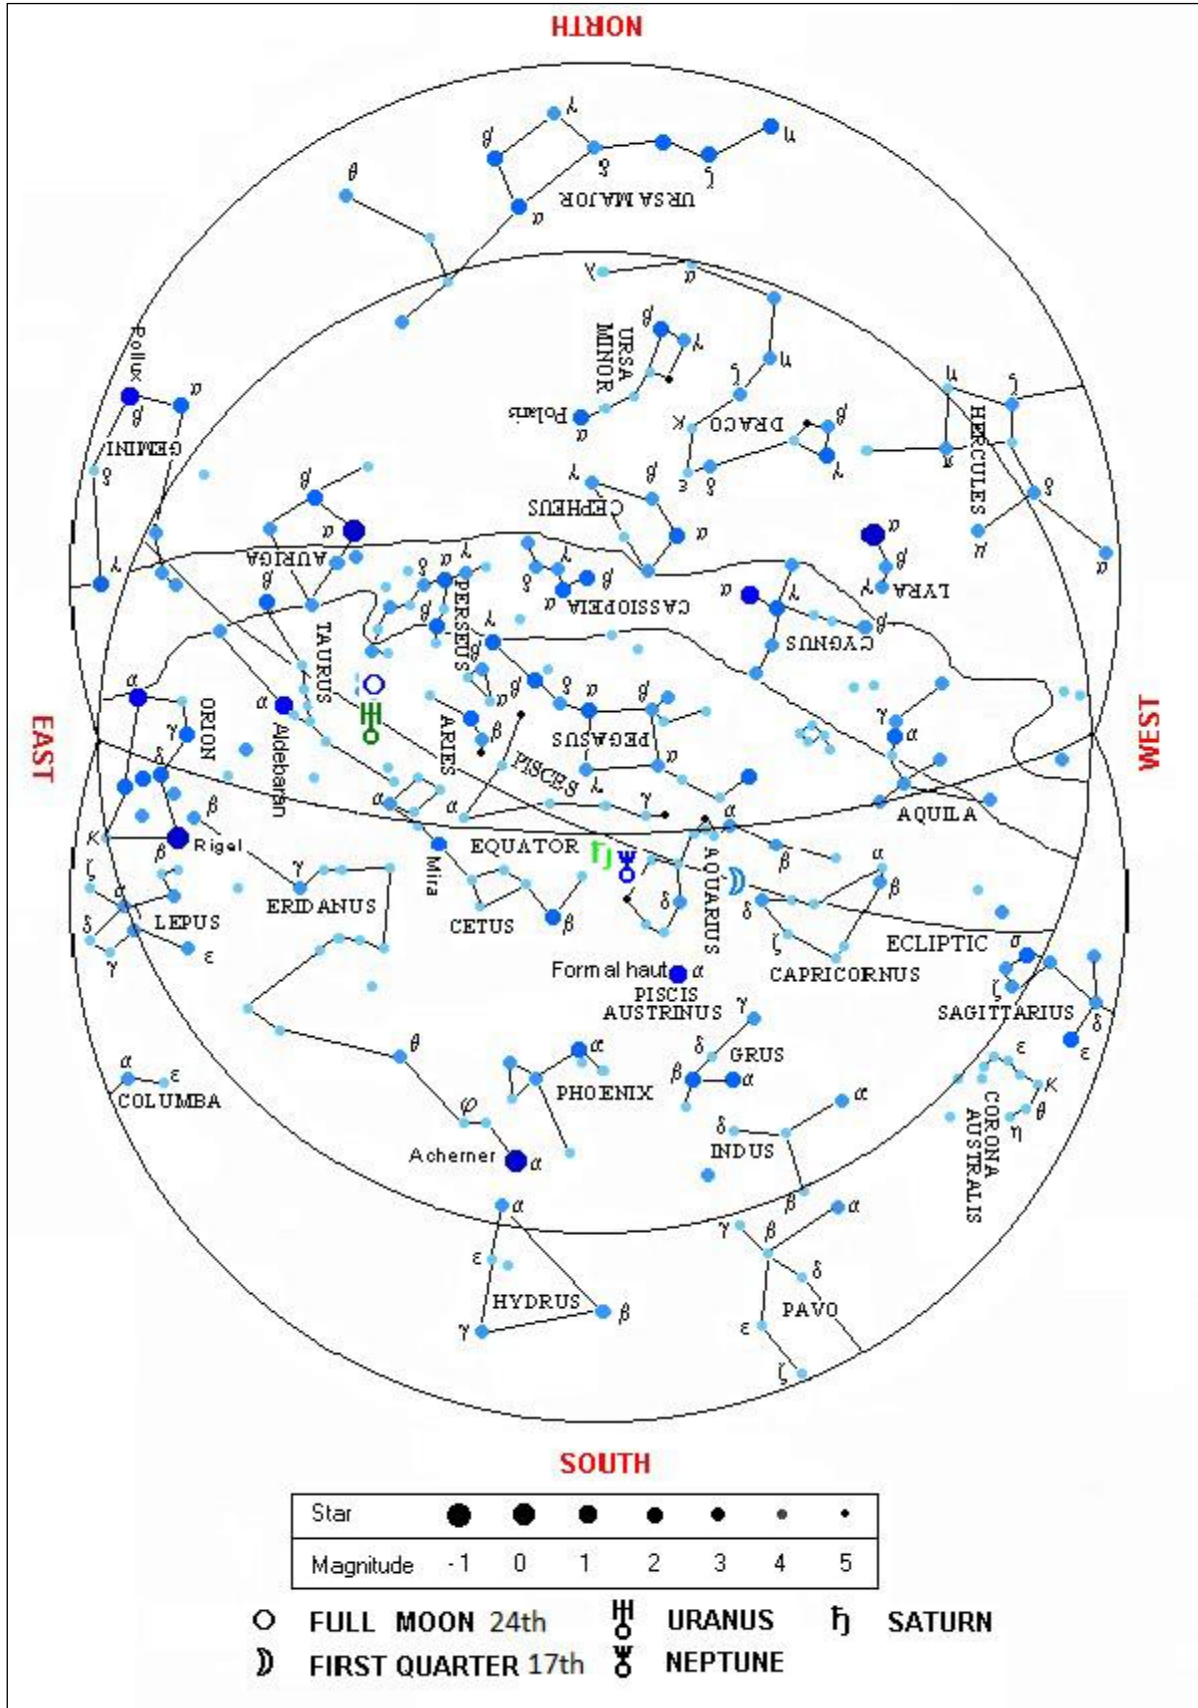 NORTH
γ
β
η
δ
ζ
θ
URSA MAJOR
α
λ
α
β
URSA
MINOR
γ
Pollux
α
η
η
ζ
ζ
β
Polaris
α
κ
DRACO
β
HERCULES
GEMINI
π
δ
ε
δ
γ
δ
β
γ
β
CEPHEUS
α
α
α
μ
AURIGA
β
γ
δ
α
γ
γ
β
α
β
α
γ
LYRA
δ
α
β
CASSIOPEIA
γ
β
PERSEUS
γ
CYGNUS
TAURUS
β
α
α
β
δ
α
β
ORION
EAST
γ
Aldebaran
ARIES
β
PEGASUS
WEST
α
δ
PISCES
α
γ
β
α
α
γ
α
AQUILA
κ
β
Rigel
EQUATOR
β
Mira
AQUARIUS
α
ζ
α
γ
β
LEPUS
ERIDANUS
δ
δ
CETUS
β
ECLIPTIC
δ
γ
ε
ζ
CAPRICORNUS
σ
Formal haut
α
PISCIS
AUSTRINUS
ζ
SAGITTARIUS
γ
δ
δ
GRUS
ε
θ
α
α
ε
β
α
ε
κ
COLUMBA
PHOENIX
CORONA
AUSTRALIS
θ
α
η
φ
δ
INDUS
Acherner
α
β
α
γ
β
α
ε
δ
HYDRUS
β
PAVO
γ
ε
ζ
SOUTH
Star
Magnitude -1 0 1 2 3 4 5
FULL MOON 24th URANUS SATURN
FIRST QUARTER 17th NEPTUNE